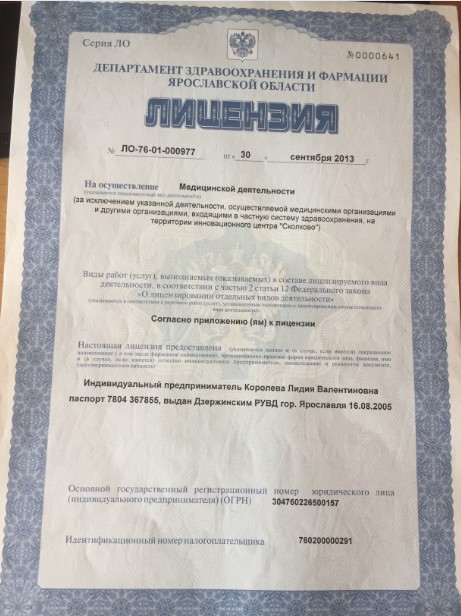 Серия ЛО
№0000641
ДЕПАРТАМЕНТ ЗДРАВООХРАНЕНИЯ И ФАРМАЦИИ
ЯРОСЛАВСКОЙ ОБЛАСТИ
ЛИЦЕНЗИЯ
№ ЛО-76-01-000977 от « 30 » сентября 2013 г
На осуществление Медицинской деятельности
(указывается лицензируемый вид деятельности)
(за исключением указанной деятельности, осуществляемой медицинскими организациями
и другими организациями, входящими в частную систему здравоохранения, на
территории инновационного центра "Сколково")
Виды работ (услуг), выполняемых (оказываемых) в составе лицензируемого вида
деятельности, в соответствии с частью 2 статьи 12 Федерального закона
«О лицензировании отдельных видов деятельности»
Согласно приложению (ям) к лицензии
Настоящая лицензия предоставлена
Индивидуальный предприниматель Королева Лидия Валентиновна
паспорт 7804 367855, выдан Дзержинским РУВД гор. Ярославля 16.08.2005
Основной государственный регистрационный номер юридического лица
(индивидуального предпринимателя) (ОГРН) 304760226500157
Идентификационный номер налогоплательщика 760200000291